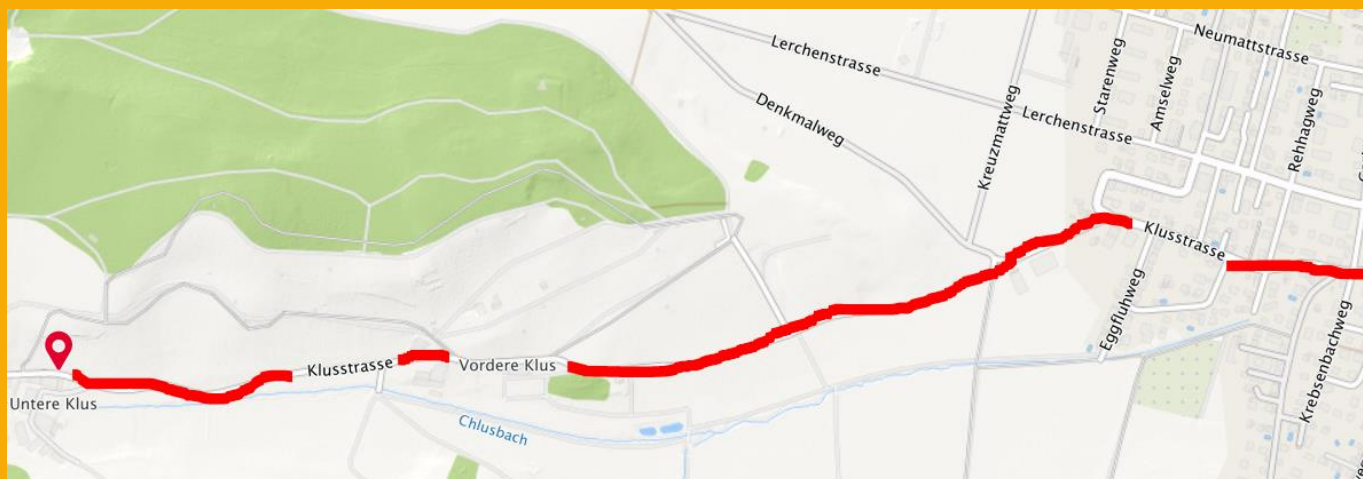 Neumattstrasse
Lerchenstrasse
Starenweg
Amselweg
Denkmalweg
Lerchenstrasse
Rehhagweg
Kreuzmattweg
Klusstrasse
Eggfluhweg
Klusstrasse
Vordere Klus
Krebsenbachweg
Untere Klus
Chlusbach